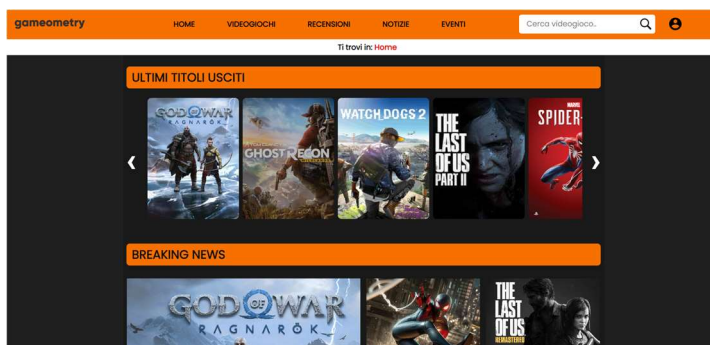 gameometry
HOME VIDEOGIOCHI RECENSIONI NOTIZIE EVENTI
Cerca videogioco..
Ti trovi in: Home
ULTIMI TITOLI USCITI
GOD OF WAR
RAGNARÖK
GHOST RECON
WATCH DOGS 2
THE
LAST
OF US
PART II
MARVEL
SPIDER-
BREAKING NEWS
GOD OF WAR
RAGNARÖK
THE
LAST
OF US
REMASTERED